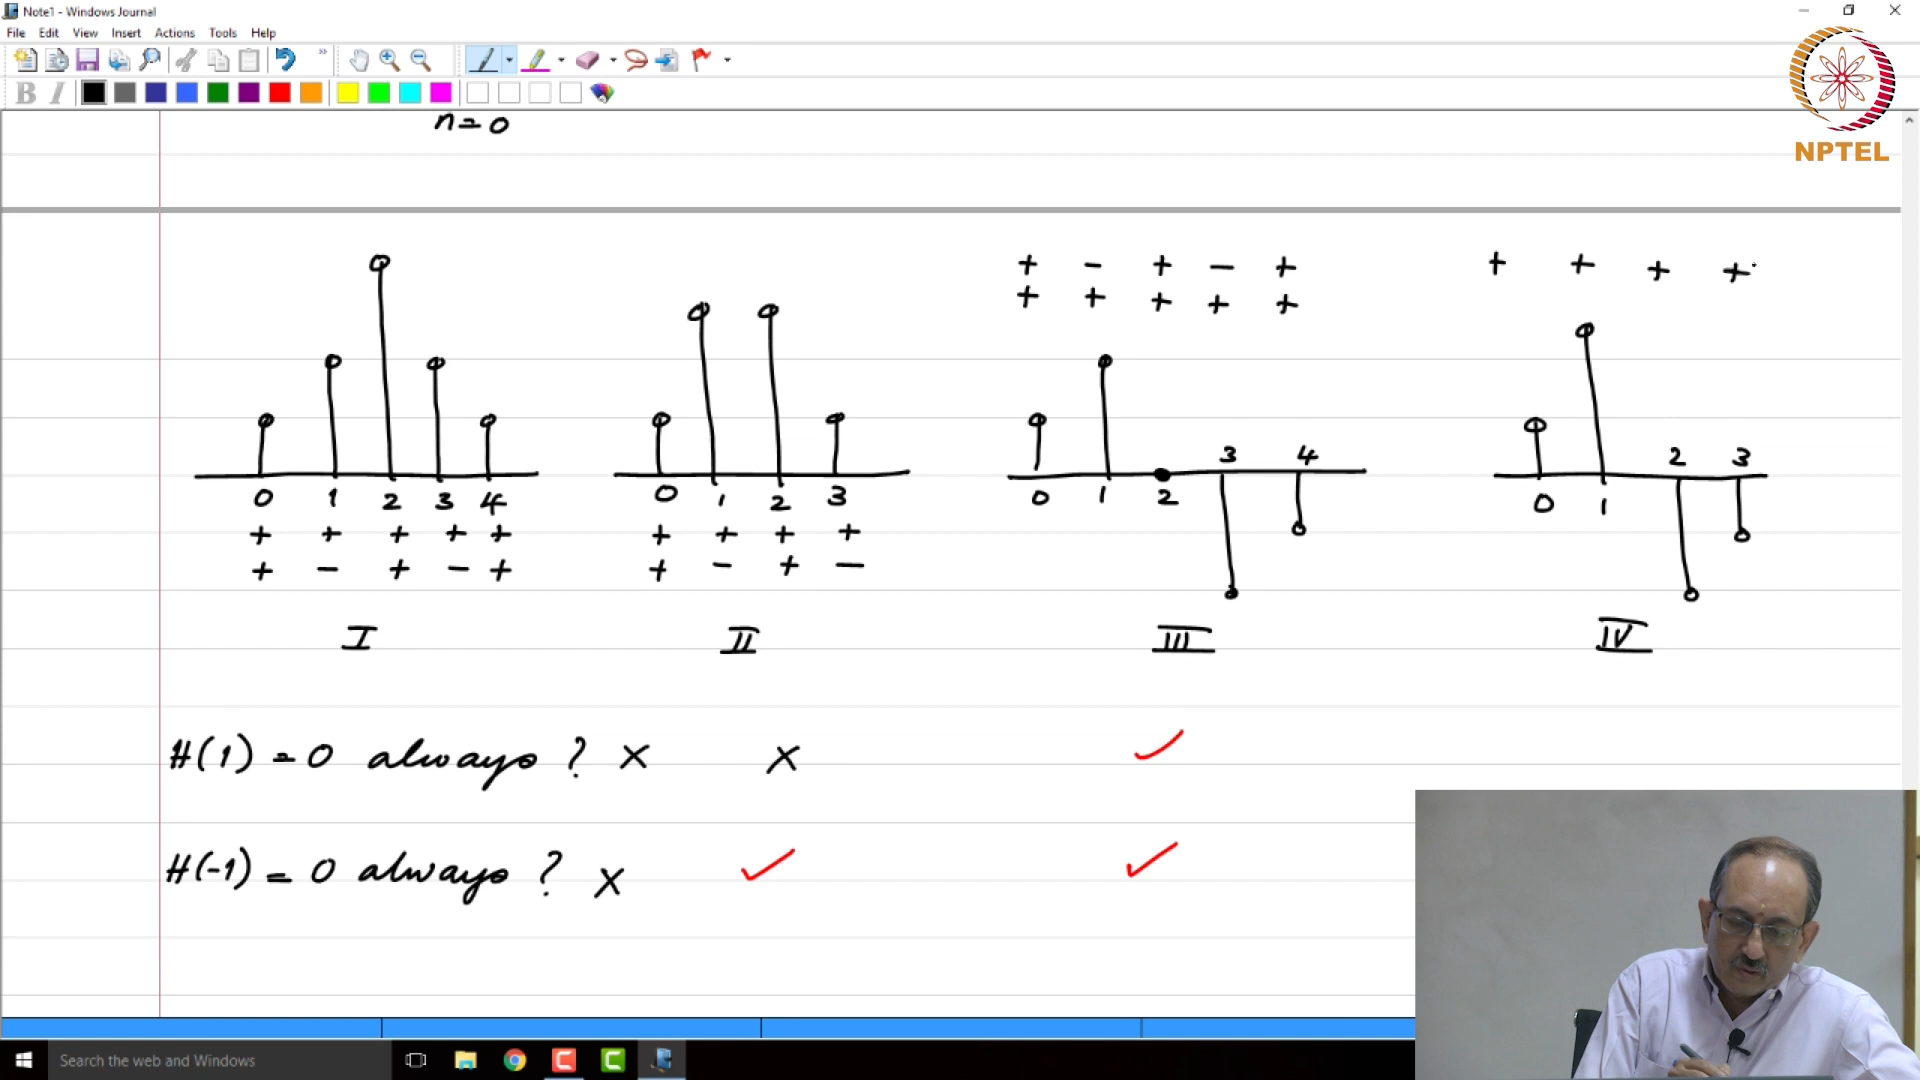 Note1 - Windows Journal
File Edit View Insert Actions Tools Help
B I
NPTEL
n = 0
+ - + - +
+ + + + +
+ + + +
0 1 2 3 4
+ + + + +
+ - + - +
I
0 1 2 3
+ + + +
+ - + -
II
0 1 2 3 4
III
0 1 2 3
IV
H(1) = 0 always? × × ✓
H(-1) = 0 always? × ✓ ✓
Search the web and Windows